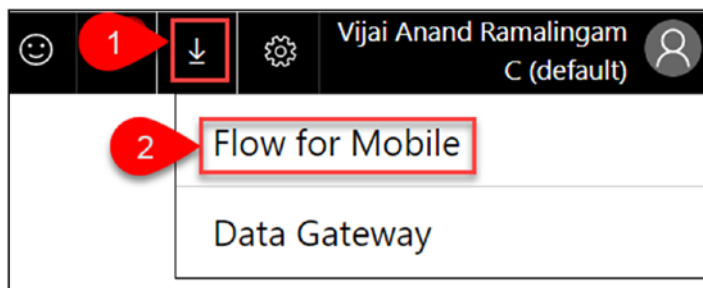 1
Vijai Anand Ramalingam
C (default)
2
Flow for Mobile
Data Gateway